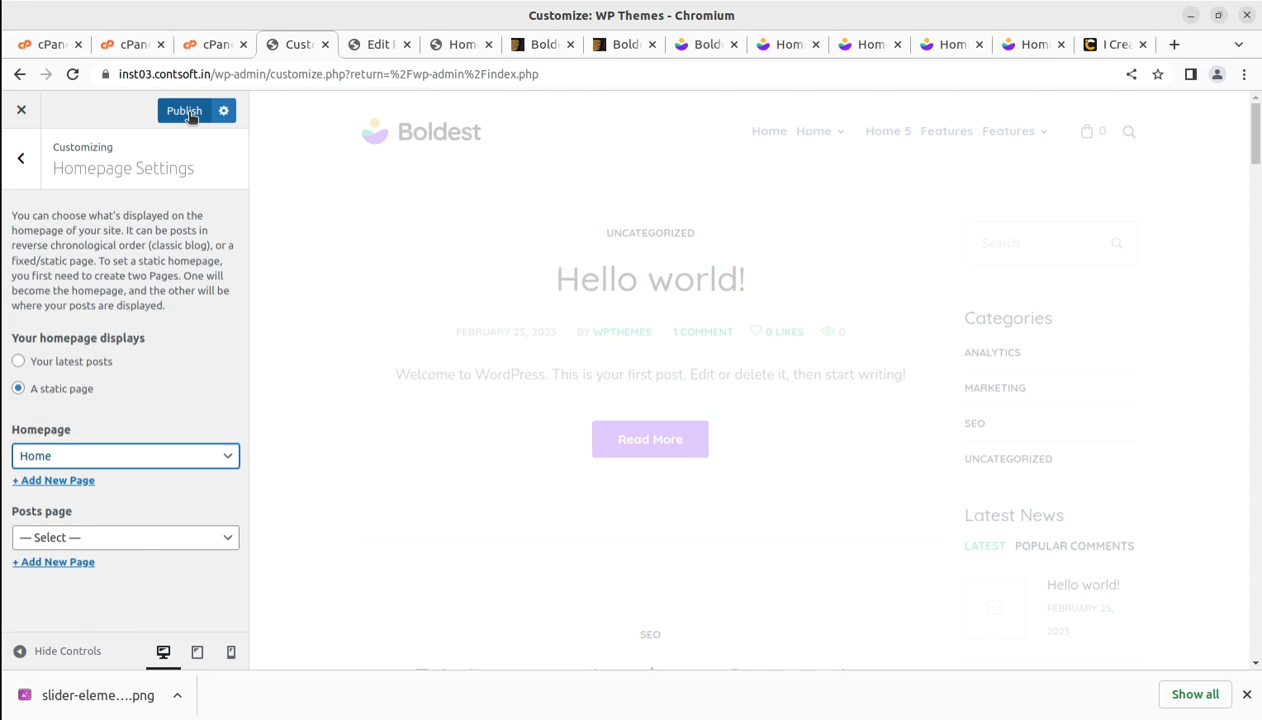 Customize: WP Themes - Chromium
cPan
cPan
cPan
Custo
Edit P
Home
Bold
Bold
Bold
Home
Home
Home
Home
I Crea
inst03.contsoft.in/wp-admin/customize.php?return=%2Fwp-admin%2Findex.php
Publish
Customizing
Homepage Settings
You can choose what's displayed on the
homepage of your site. It can be posts in
reverse chronological order (classic blog), or a
fixed/static page. To set a static homepage,
you first need to create two Pages. One will
become the homepage, and the other will be
where your posts are displayed.
Your homepage displays
Your latest posts
A static page
Homepage
Home
+ Add New Page
Posts page
— Select —
+ Add New Page
Hide Controls
Boldest
Home Home Home 5 Features Features 0
UNCATEGORIZED
Hello world!
FEBRUARY 25, 2023 BY WPTHEMES 1 COMMENT 0 LIKES 0
Welcome to WordPress. This is your first post. Edit or delete it, then start writing!
Read More
SEO
Search
Categories
ANALYTICS
MARKETING
SEO
UNCATEGORIZED
Latest News
LATEST POPULAR COMMENTS
Hello world!
FEBRUARY 25,
2023
slider-eleme....png
Show all